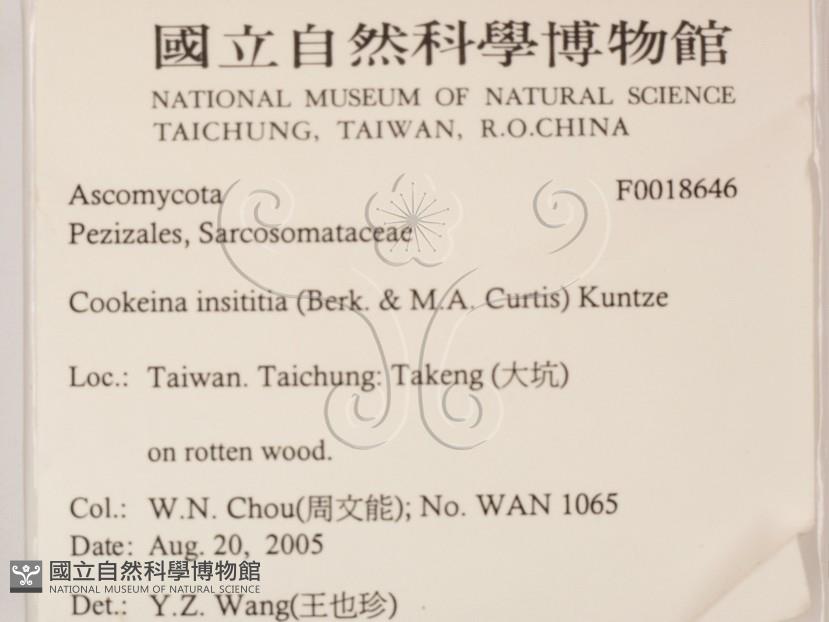 國立自然科學博物館
NATIONAL MUSEUM OF NATURAL SCIENCE
TAICHUNG, TAIWAN, R.O.CHINA
Ascomycota F0018646
Pezizales, Sarcosomataceae
Cookeina insititia (Berk. & M.A. Curtis) Kuntze
Loc.: Taiwan. Taichung: Takeng (大坑)
on rotten wood.
Col.: W.N. Chou(周文能); No. WAN 1065
Date: Aug. 20, 2005
國立自然科學博物館
NATIONAL MUSEUM OF NATURAL SCIENCE
Det.: Y.Z. Wang(王也珍)